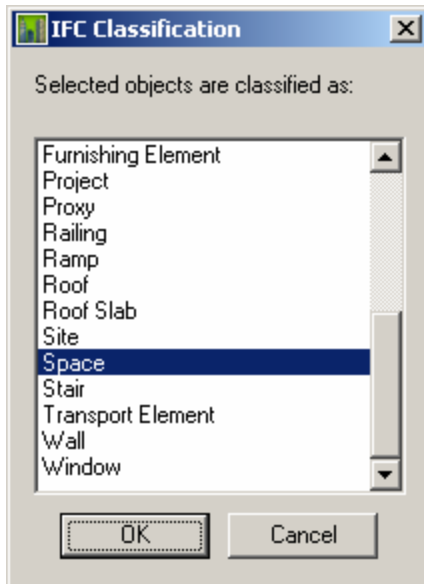 IFC Classification
Selected objects are classified as:
Furnishing Element
Project
Proxy
Railing
Ramp
Roof
Roof Slab
Site
Space
Stair
Transport Element
Wall
Window
OK Cancel